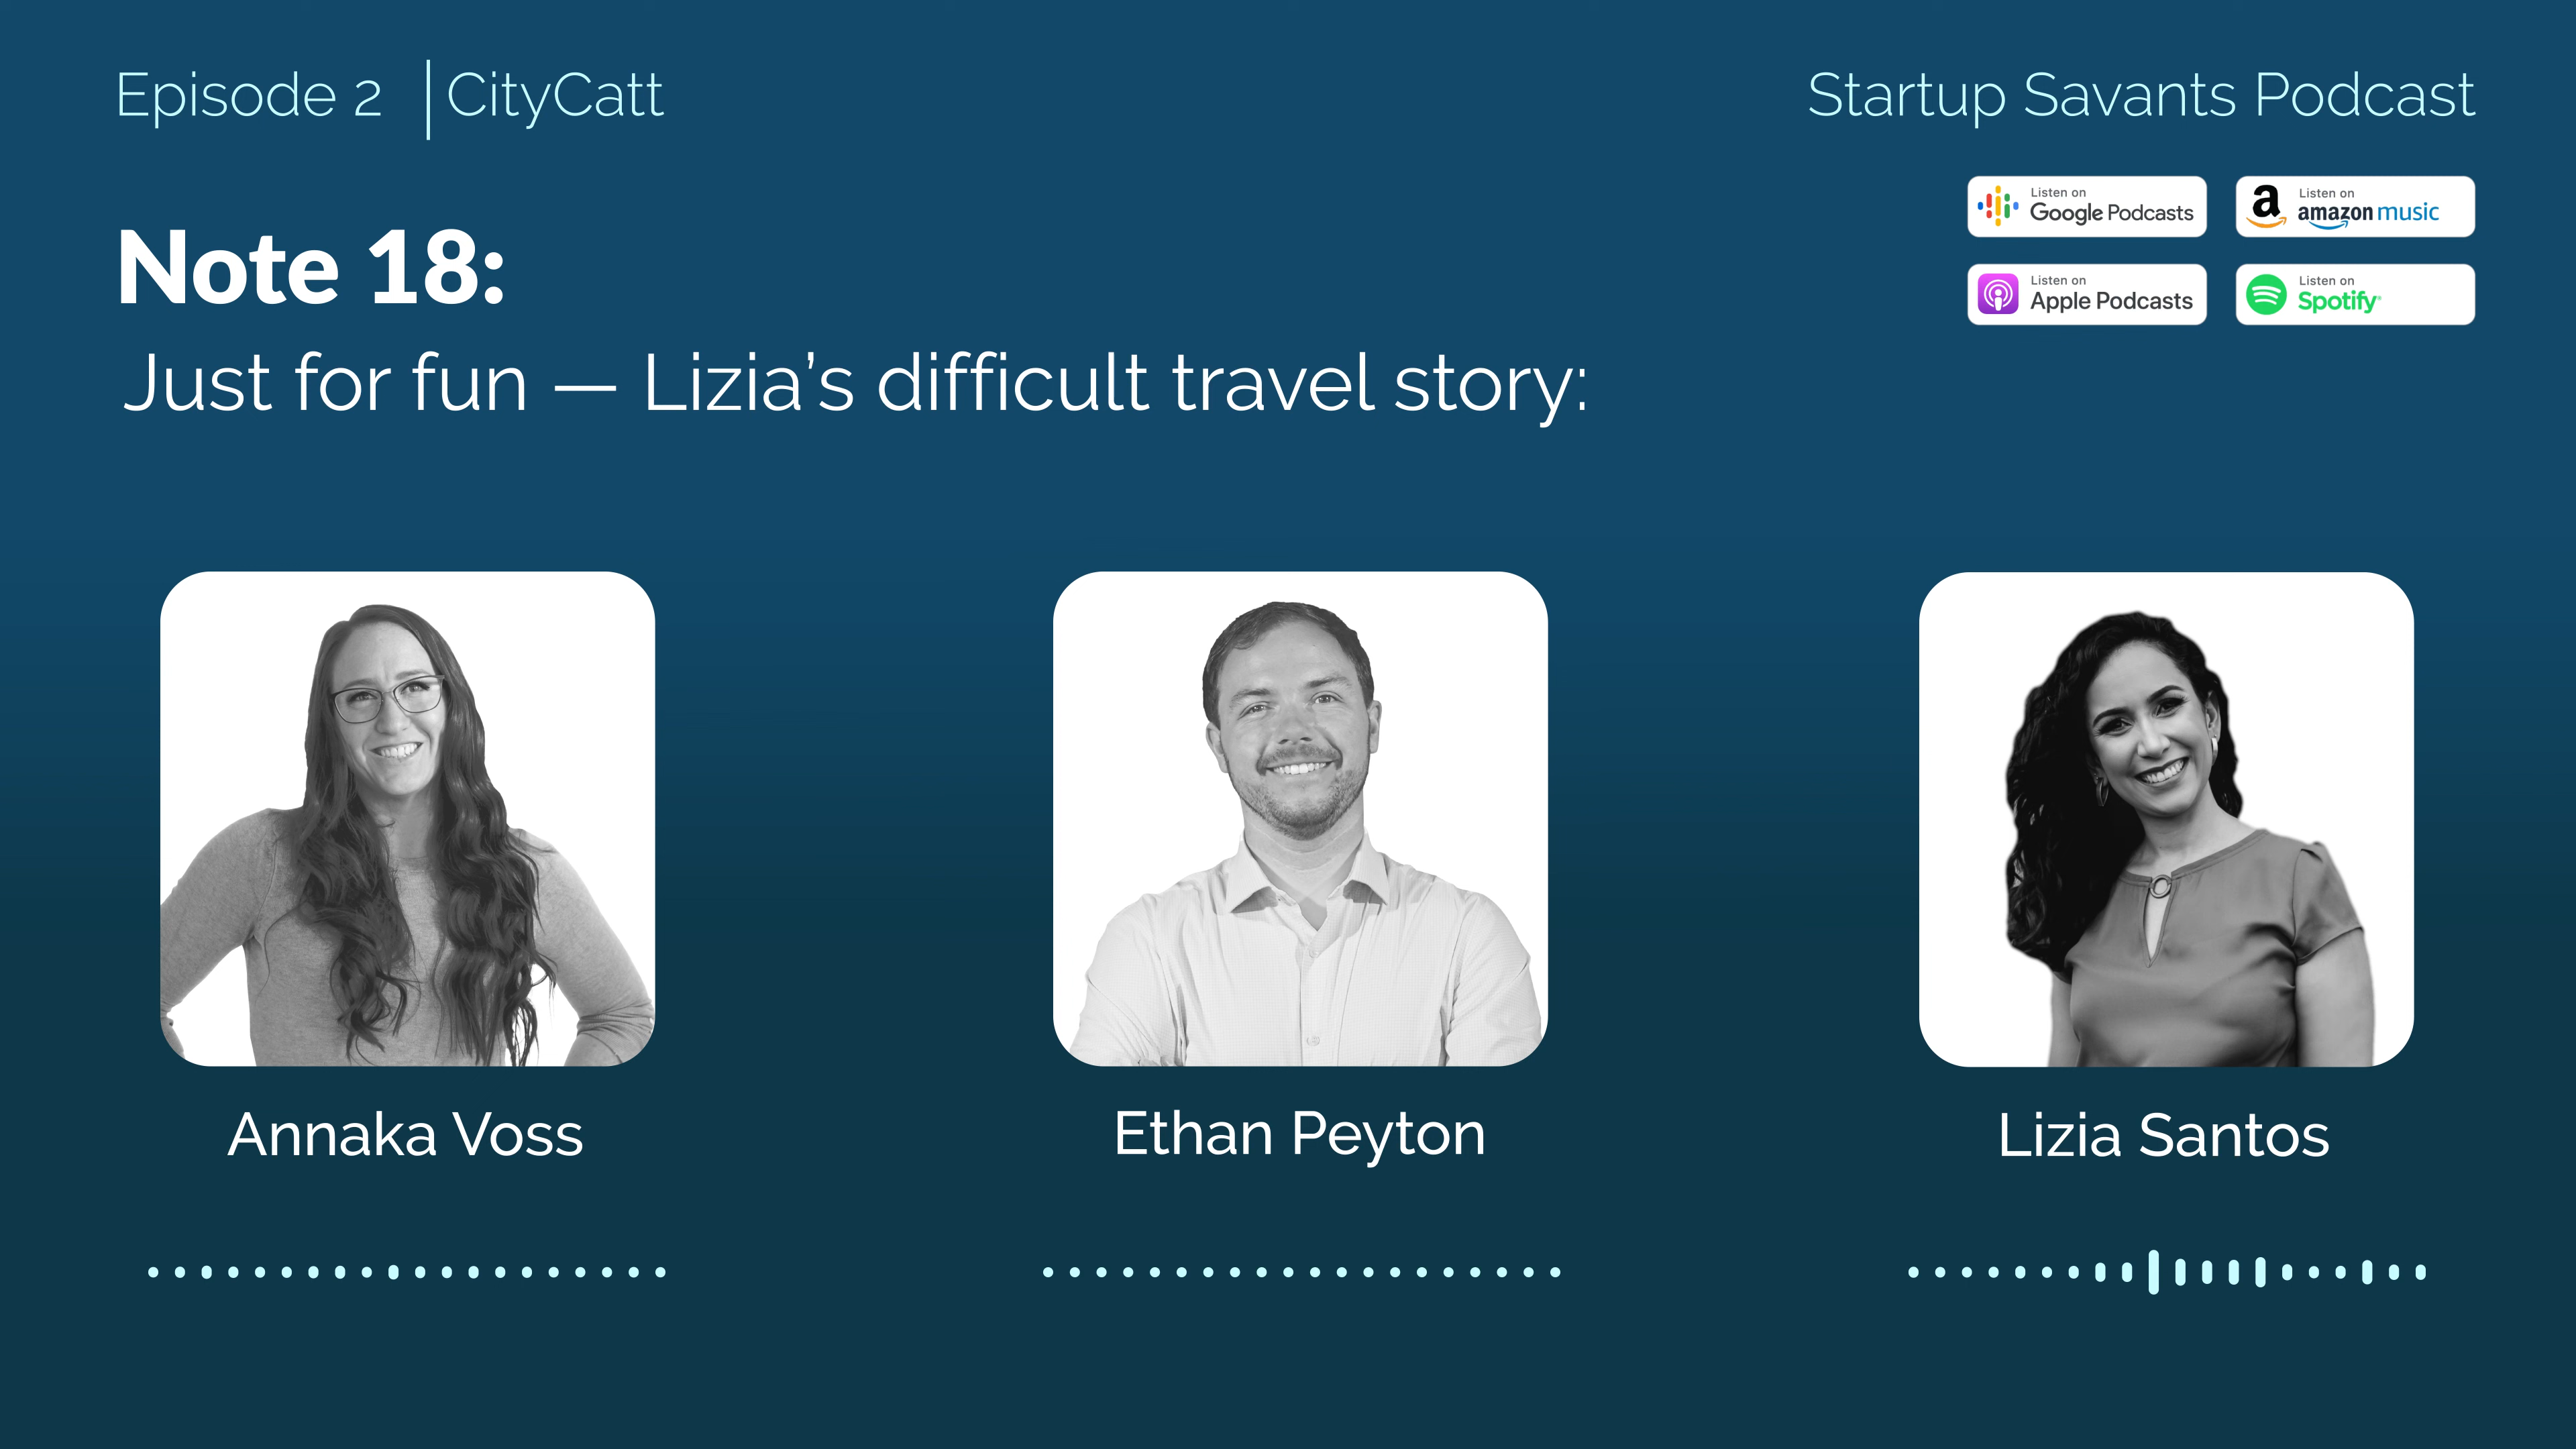 Episode 2 | CityCatt
Startup Savants Podcast
Listen on
Google Podcasts
Listen on
amazon music
Listen on
Apple Podcasts
Listen on
Spotify
Note 18:
Just for fun — Lizia’s difficult travel story:
Annaka Voss
Ethan Peyton
Lizia Santos